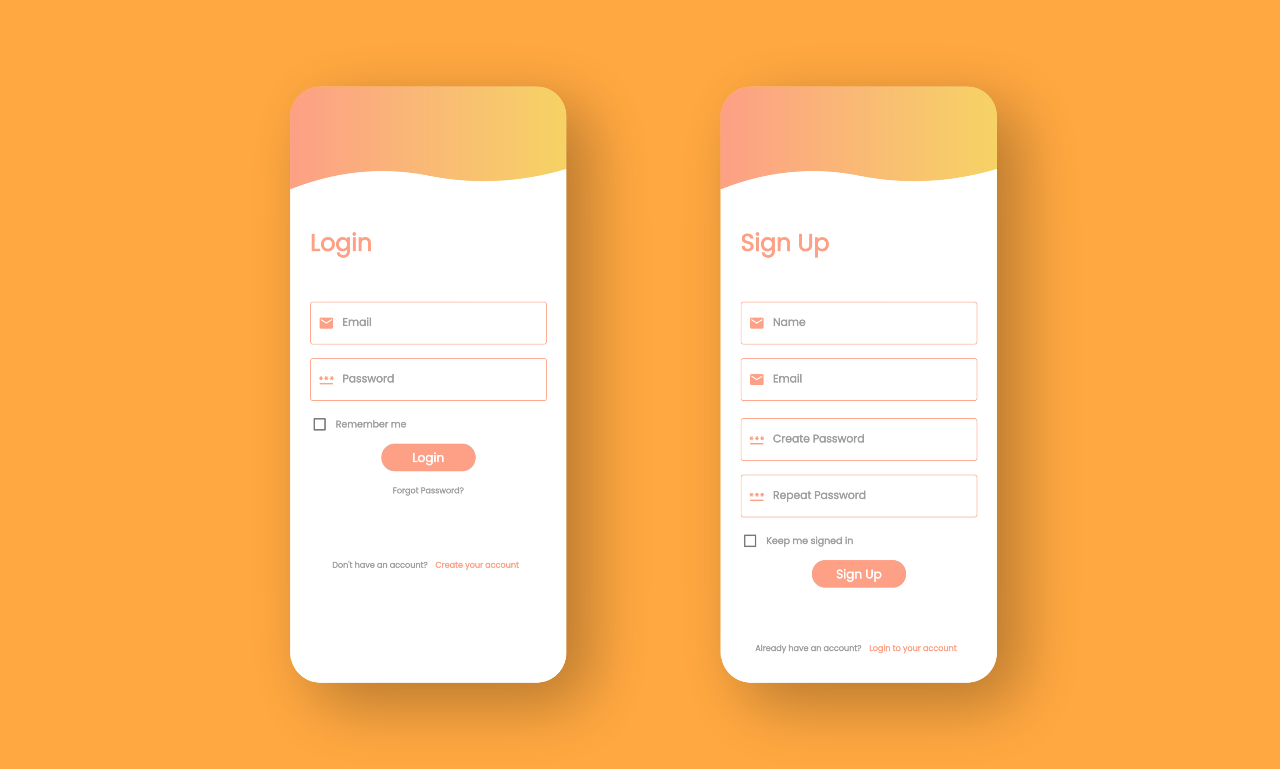 Login
Email
Password
Remember me
Login
Forgot Password?
Don't have an account? Create your account
Sign Up
Name
Email
Create Password
Repeat Password
Keep me signed in
Sign Up
Already have an account? Login to your account